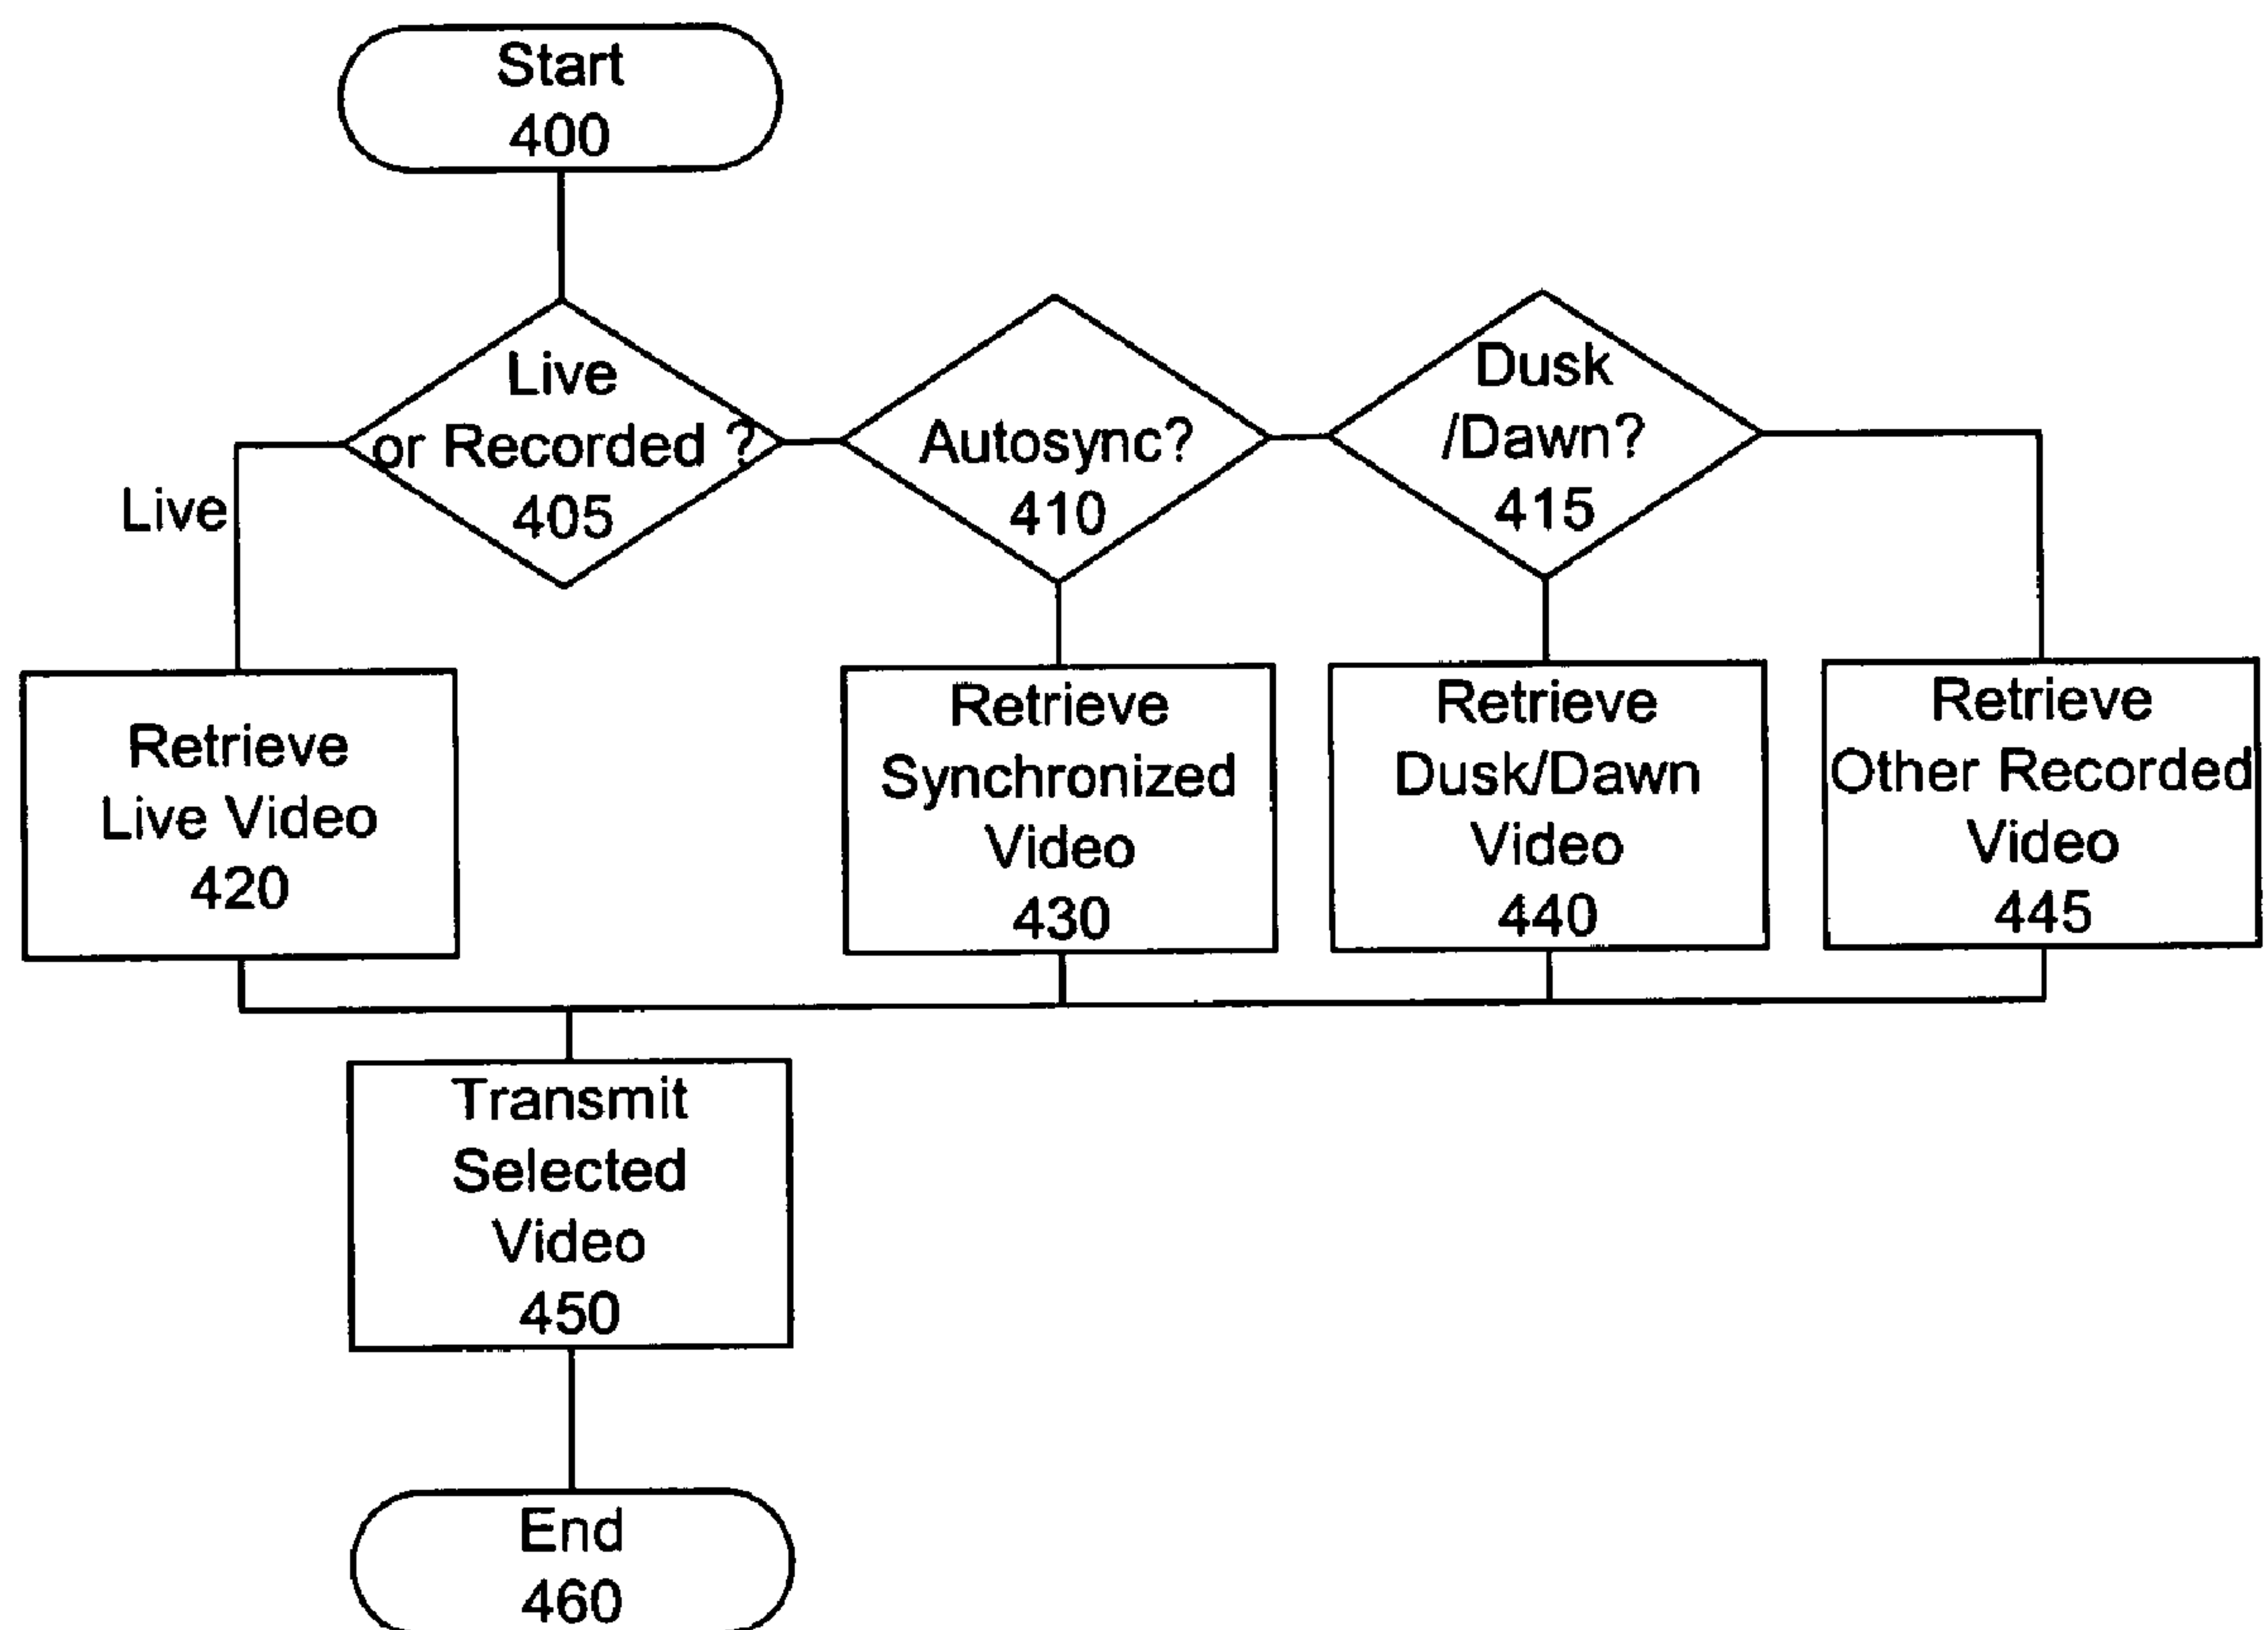 Start
400
Live
or Recorded ?
405
Autosync?
410
Dusk
/Dawn?
415
Live
Retrieve
Live Video
420
Retrieve
Synchronized
Video
430
Retrieve
Dusk/Dawn
Video
440
Retrieve
Other Recorded
Video
445
Transmit
Selected
Video
450
End
460